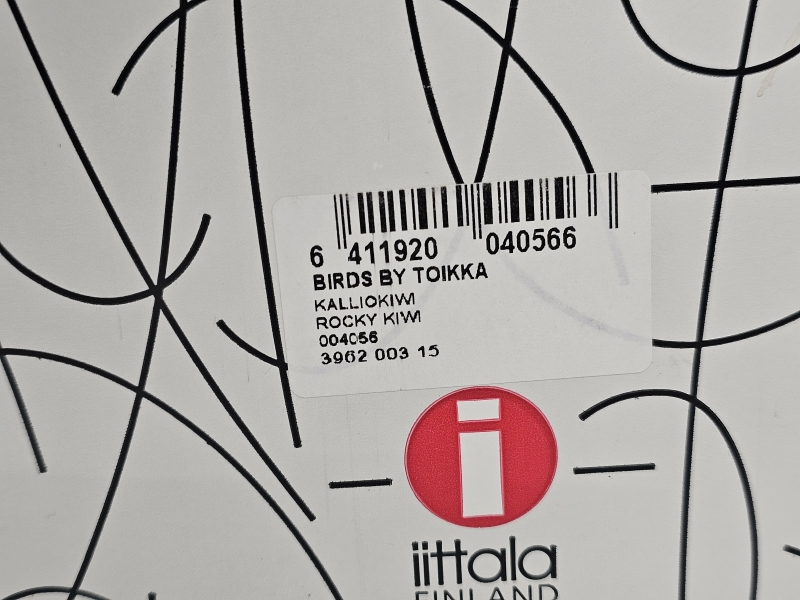 6 411920 040566
BIRDS BY TOIKKA
KALLIOKIWI
ROCKY KIWI
004056
3962 003 15
i
iittala
FINLAND